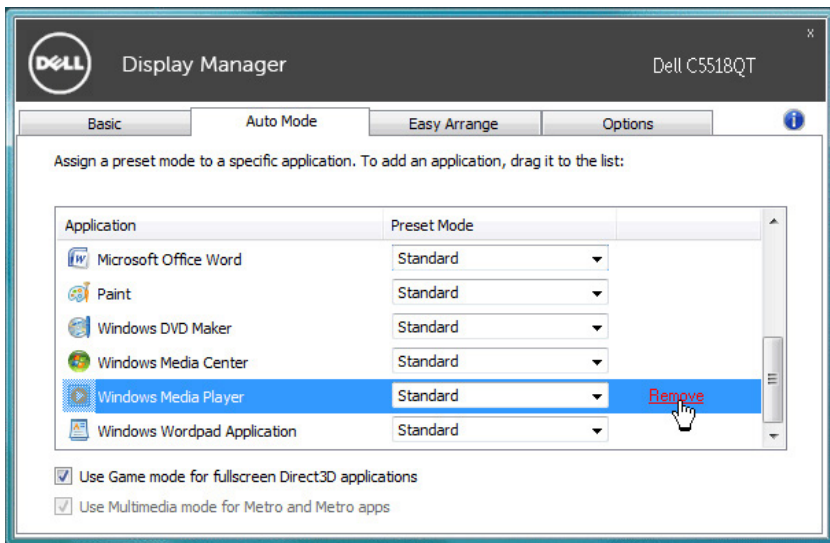 DELL Display Manager Dell C5518QT x
Basic Auto Mode Easy Arrange Options i
Assign a preset mode to a specific application. To add an application, drag it to the list:
Application Preset Mode
Microsoft Office Word Standard
Paint Standard
Windows DVD Maker Standard
Windows Media Center Standard
Windows Media Player Standard Remove
Windows Wordpad Application Standard
Use Game mode for fullscreen Direct3D applications
Use Multimedia mode for Metro and Metro apps